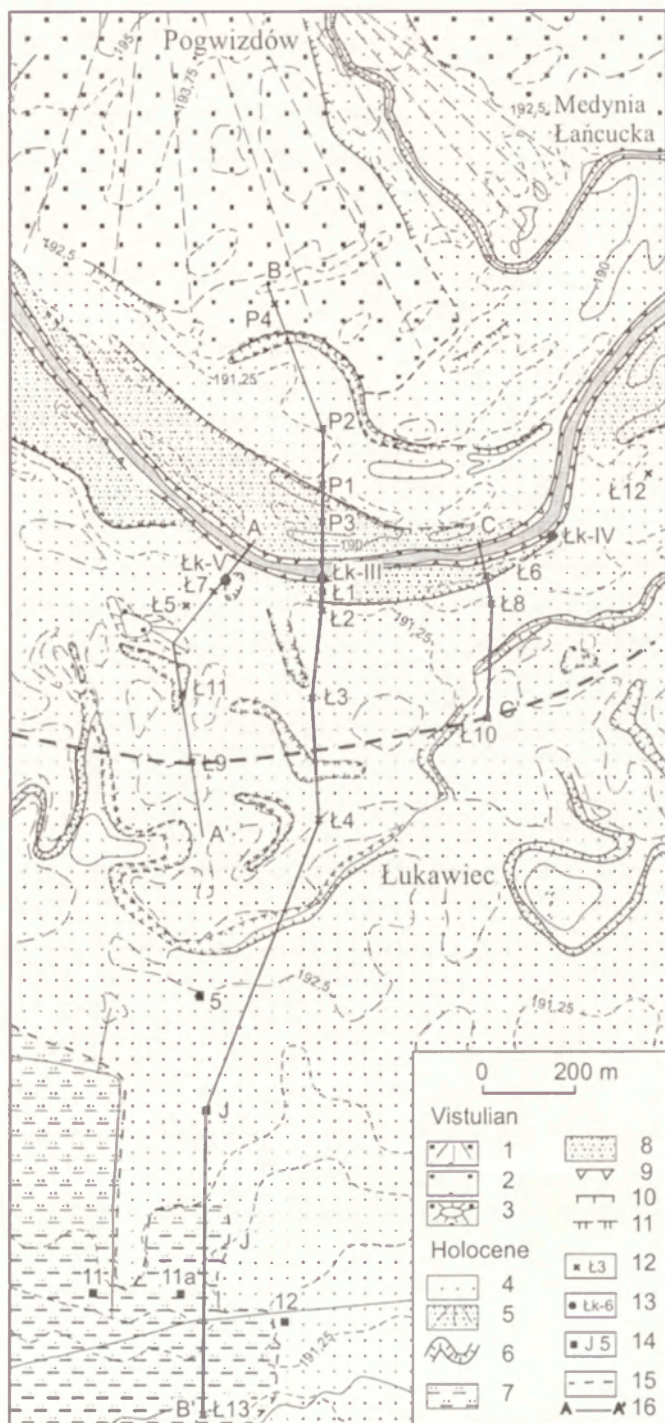 195
Pogwizdów
193.75
192.5
Medynia
Łańcucka
192.5
190
B
P4
191.25
P2
P1
P3
190
Ł12
A
C
Łk-IV
Łk-V
Łk-III
Ł7
Ł6
Ł5
Ł1
Ł8
Ł2
191.25
Ł11
Ł3
C'
Ł10
Ł9
A'
Ł4
Łukawiec
5
192.5
191.25
J
J
11
11a
12
191.25
B'
Ł13
0 200 m
Vistulian
1
2
3
Holocene
4
5
6
7
8
9
10
11
Ł3 12
Łk-6 13
J 5 14
15
A A' 16